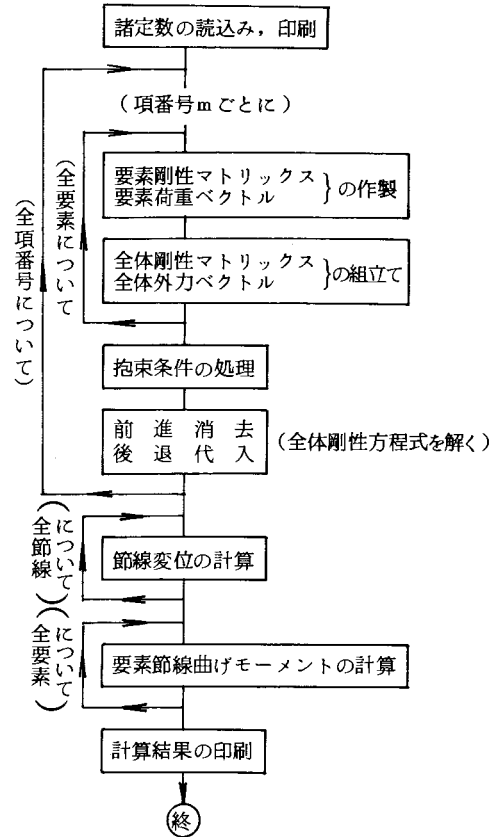 諸定数の読込み，印刷
(項番号mごとに)
要素剛性マトリックス
要素荷重ベクトル
}の作製
全体剛性マトリックス
全体外力ベクトル
}の組立て
(全要素について)
(全項番号について)
抱束条件の処理
前進消去
後退代入
(全体剛性方程式を解く)
(全節線
について)
節線変位の計算
(全要素
について)
要素節線曲げモーメントの計算
計算結果の印刷
終